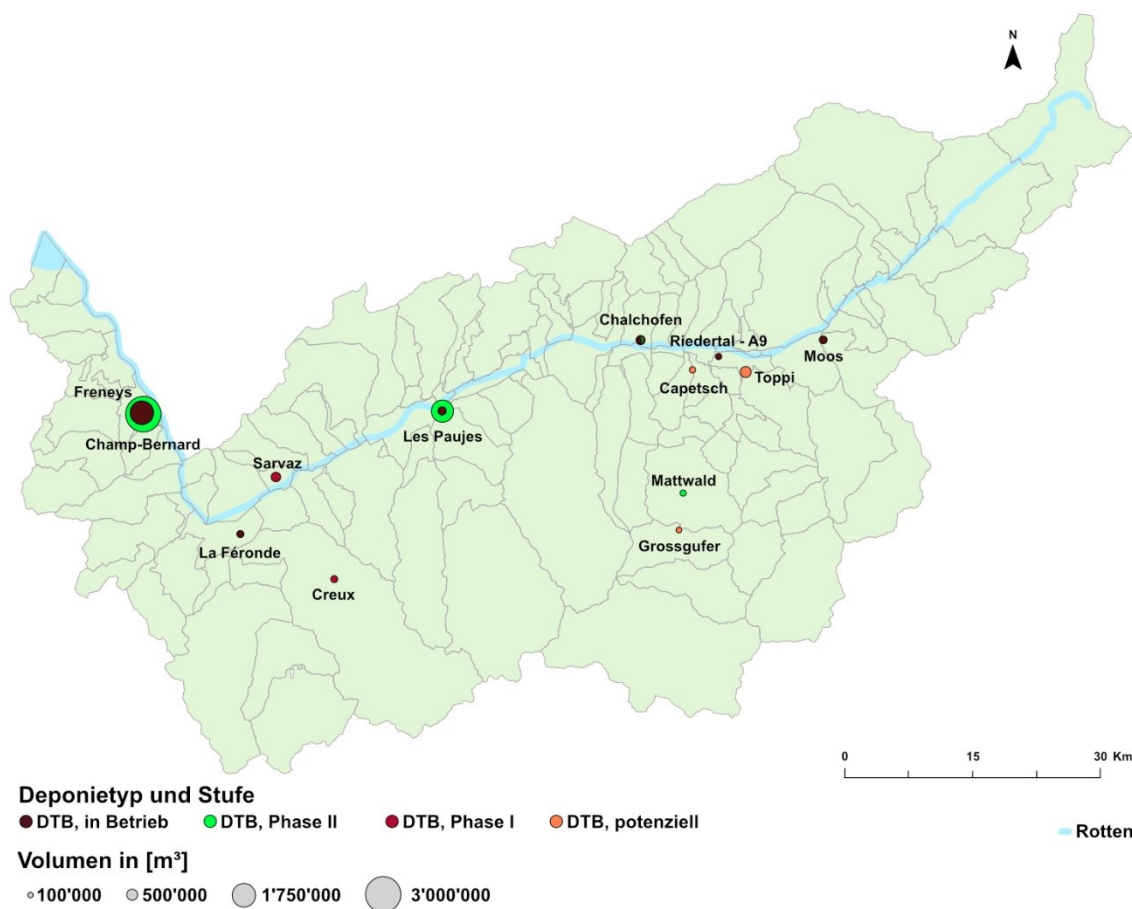 N
Chalchofen
Riedertal - A9
Moos
Capetsch
Toppi
Freneys
Champ-Bernard
Les Paujes
Sarvaz
Mattwald
La Féronde
Grossgufer
Creux
0 15 30 Km
Deponietyp und Stufe
DTB, in Betrieb DTB, Phase II DTB, Phase I DTB, potenziell
Rotten
Volumen in [m³]
100'000 500'000 1'750'000 3'000'000